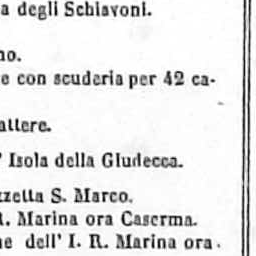 a degli Schiavoni.
no.
e con scuderia per 42 ca-
attere.
' Isola della Giudecca.
zzetta S. Marco.
R. Marina ora Caserma.
ne dell' I. R. Marina ora